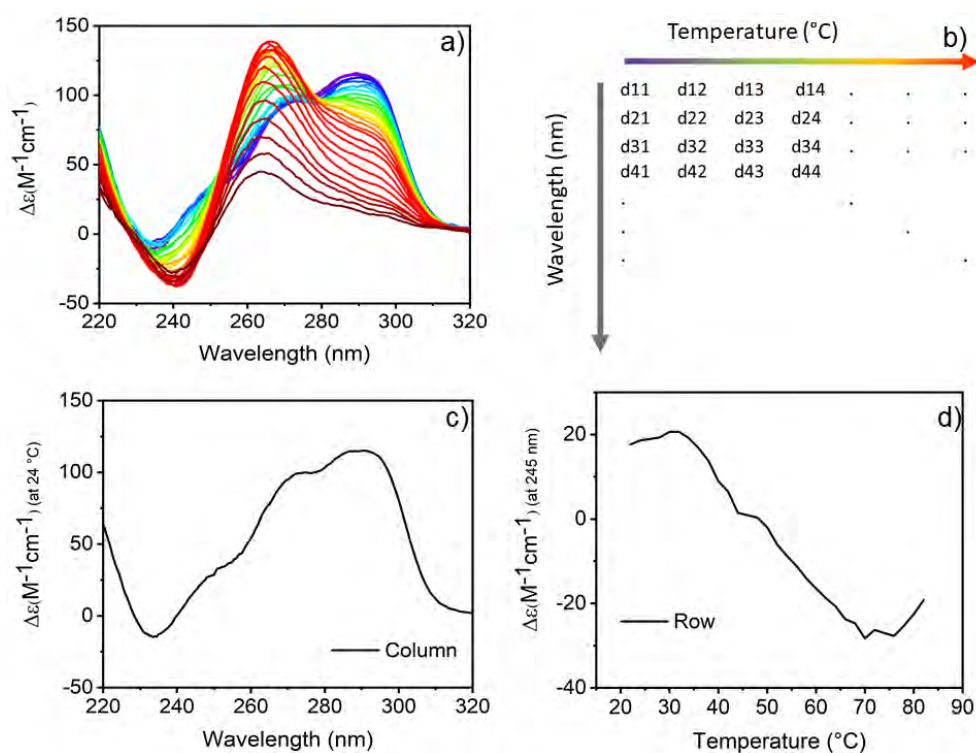 a)
150
100
50
0
-50
Δε(M⁻¹cm⁻¹)
220 240 260 280 300 320
Wavelength (nm)
b)
Temperature (°C)
Wavelength (nm)
d11 d12 d13 d14 . . .
d21 d22 d23 d24 . . .
d31 d32 d33 d34 . . .
d41 d42 d43 d44
. .
. .
. .
c)
150
100
50
0
-50
Δε(M⁻¹cm⁻¹) (at 24 °C)
Column
220 240 260 280 300 320
Wavelength (nm)
d)
20
0
-20
-40
Δε(M⁻¹cm⁻¹) (at 245 nm)
Row
20 30 40 50 60 70 80 90
Temperature (°C)